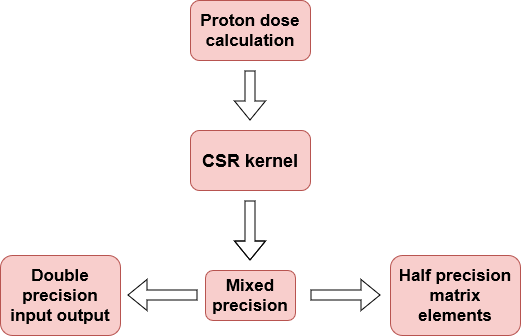 Proton dose
calculation
CSR kernel
Double
precision
input output
Mixed
precision
Half precision
matrix
elements